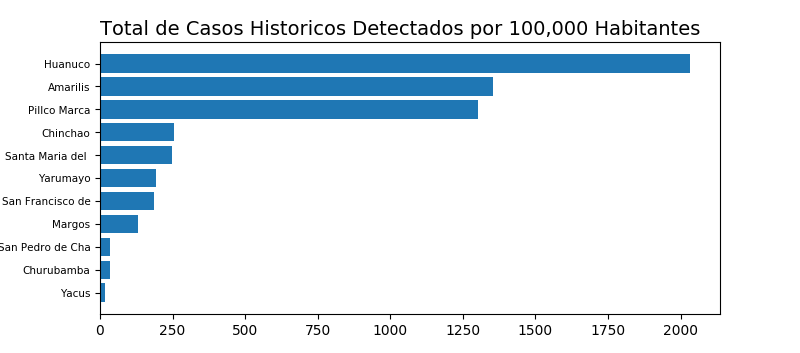 Total de Casos Historicos Detectados por 100,000 Habitantes
Huanuco
Amarilis
Pillco Marca
Chinchao
Santa Maria del
Yarumayo
San Francisco de
Margos
San Pedro de Cha
Churubamba
Yacus
0 250 500 750 1000 1250 1500 1750 2000